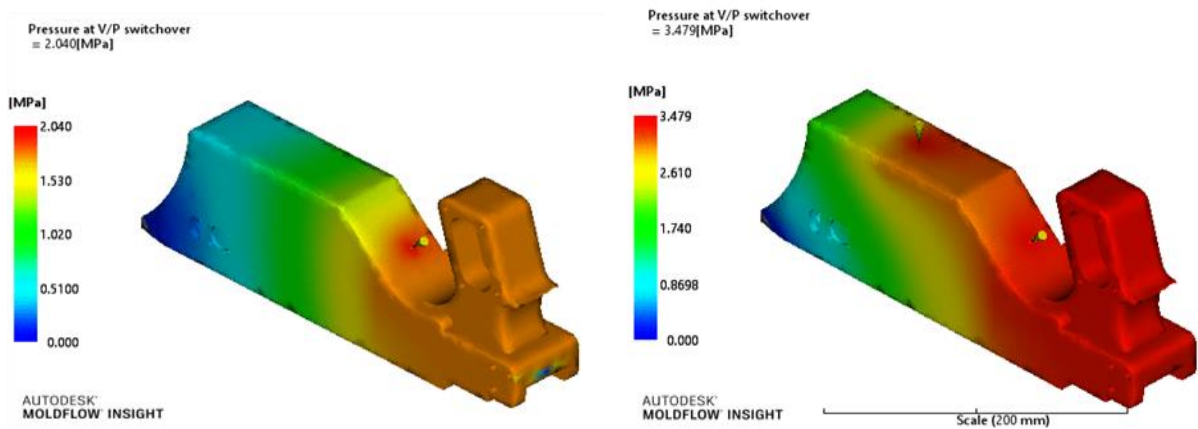 Pressure at V/P switchover
= 2.040[MPa]
[MPa]
2.040
1.530
1.020
0.5100
0.000
AUTODESK'
MOLDFLOW' INSIGHT
Pressure at V/P switchover
= 3.479[MPa]
[MPa]
3.479
2.610
1.740
0.8698
0.000
AUTODESK'
MOLDFLOW' INSIGHT
Scale (200 mm)